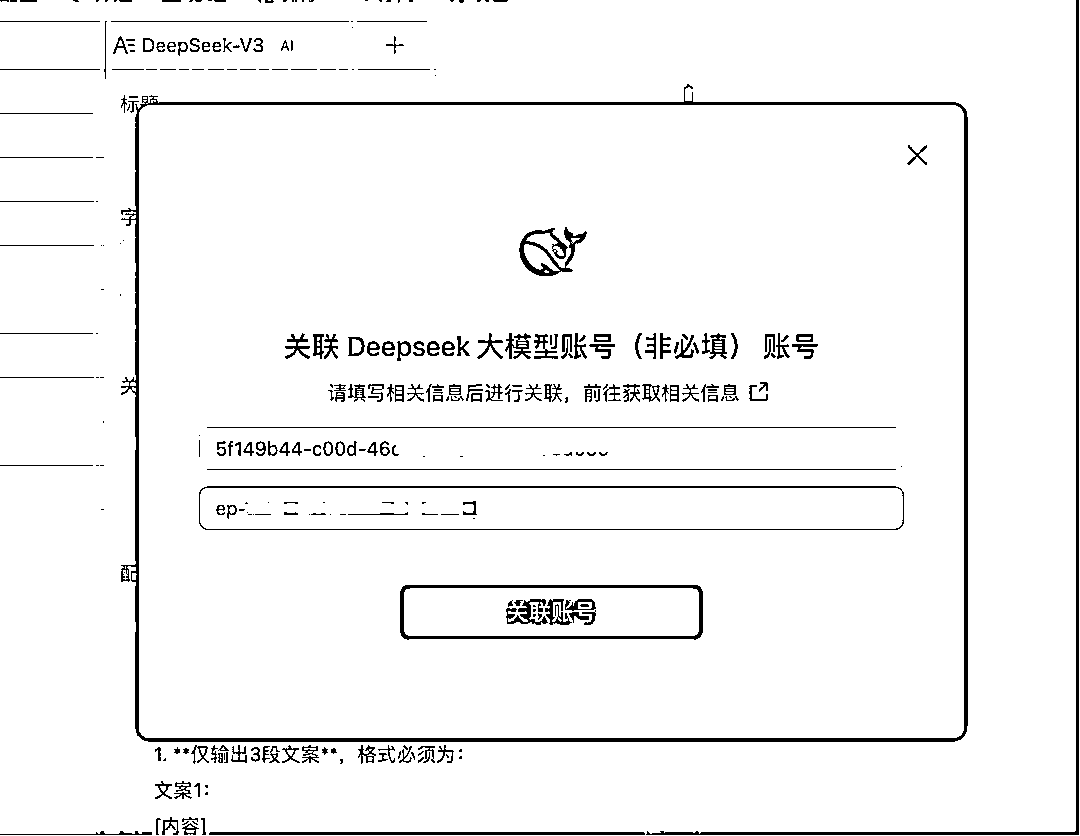 DeepSeek-V3 AI
标题
字
关
配
关联 Deepseek 大模型账号（非必填） 账号
请填写相关信息后进行关联，前往获取相关信息
5f149b44-c00d-46c
ep-
关联账号
1. **仅输出3段文案**，格式必须为：
文案1：
[内容]